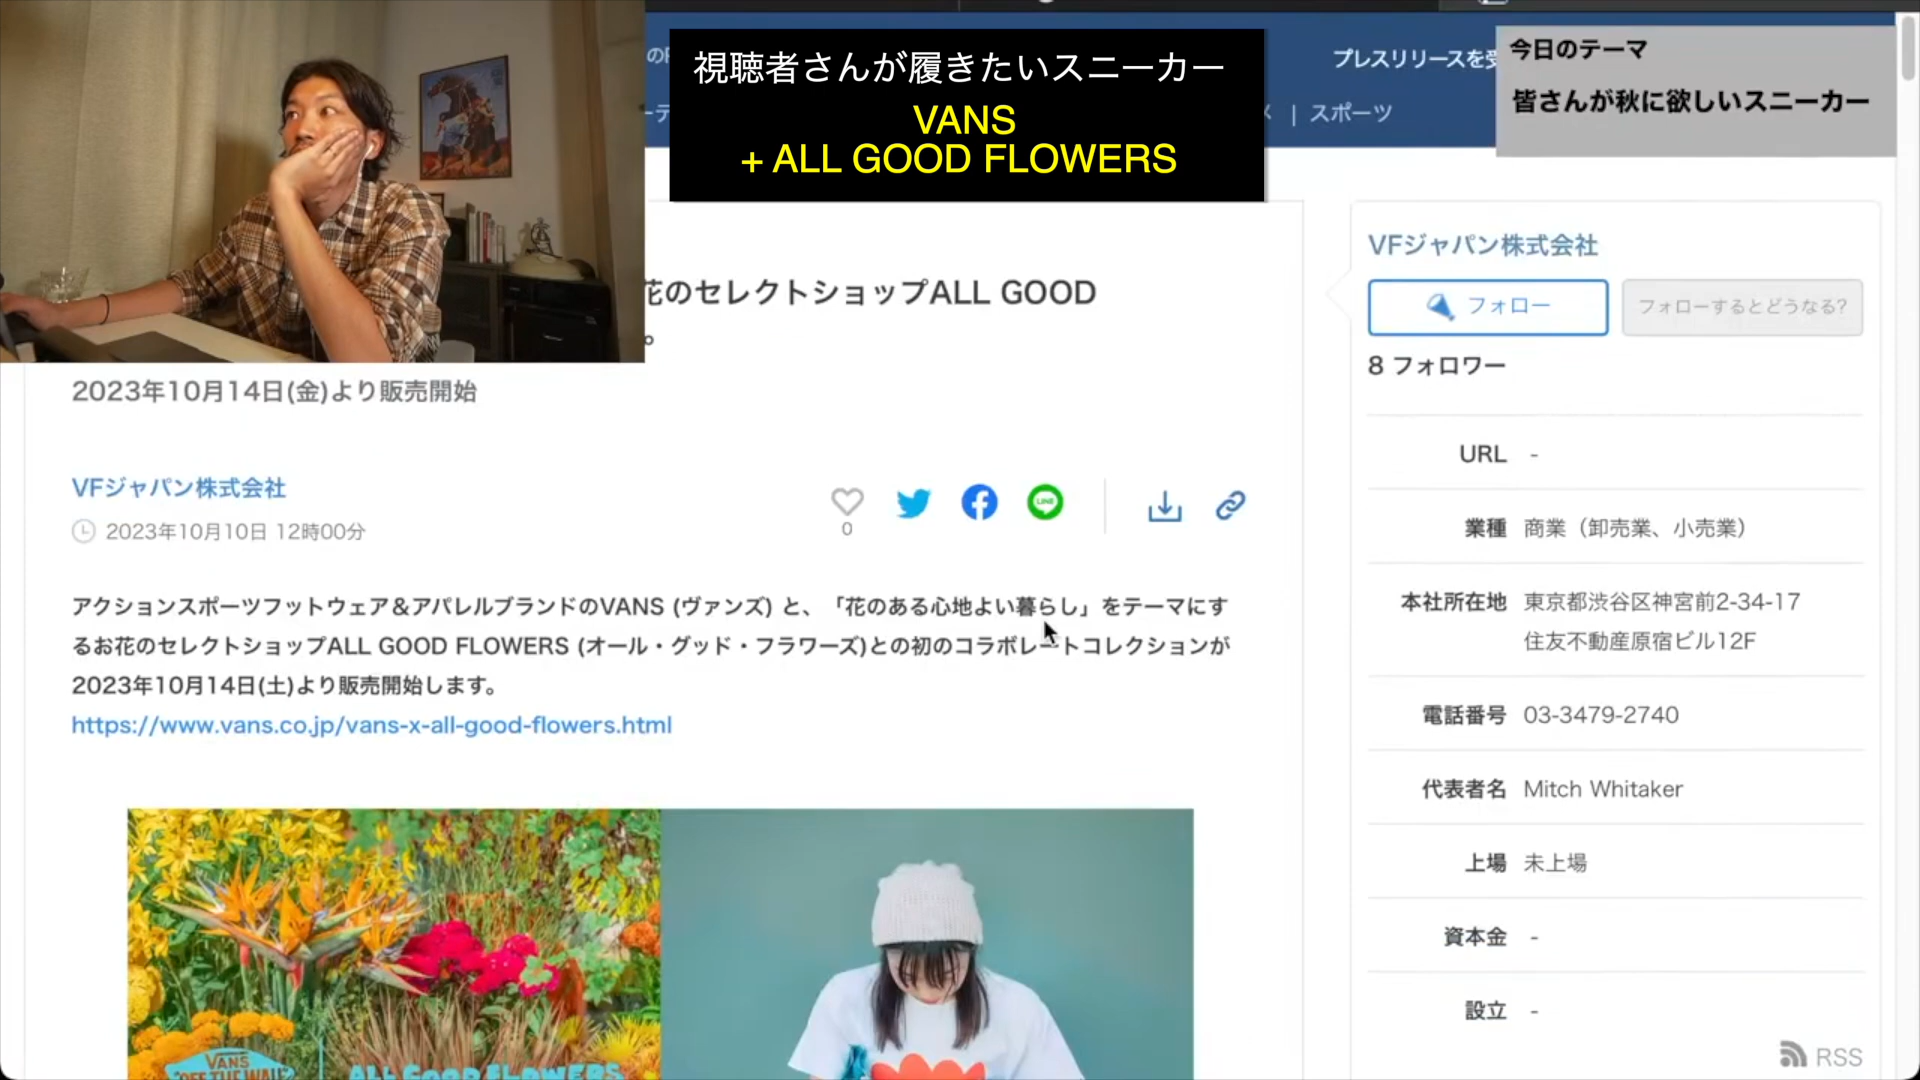 プレスリリースを受
視聴者さんが履きたいスニーカー
VANS
+ ALL GOOD FLOWERS
今日のテーマ
皆さんが秋に欲しいスニーカー
| スポーツ
花のセレクトショップALL GOOD
。
2023年10月14日(金)より販売開始
VFジャパン株式会社
2023年10月10日 12時00分
0
LINE
アクションスポーツフットウェア＆アパレルブランドのVANS (ヴァンズ) と、「花のある心地よい暮らし」をテーマにす
るお花のセレクトショップALL GOOD FLOWERS (オール・グッド・フラワーズ)との初のコラボレートコレクションが
2023年10月14日(土)より販売開始します。
https://www.vans.co.jp/vans-x-all-good-flowers.html
VANS
"OFF THE WALL"
ALL GOOD FLOWERS
VFジャパン株式会社
フォロー
フォローするとどうなる?
8 フォロワー
URL -
業種 商業（卸売業、小売業）
本社所在地 東京都渋谷区神宮前2-34-17
住友不動産原宿ビル12F
電話番号 03-3479-2740
代表者名 Mitch Whitaker
上場 未上場
資本金 -
設立 -
RSS